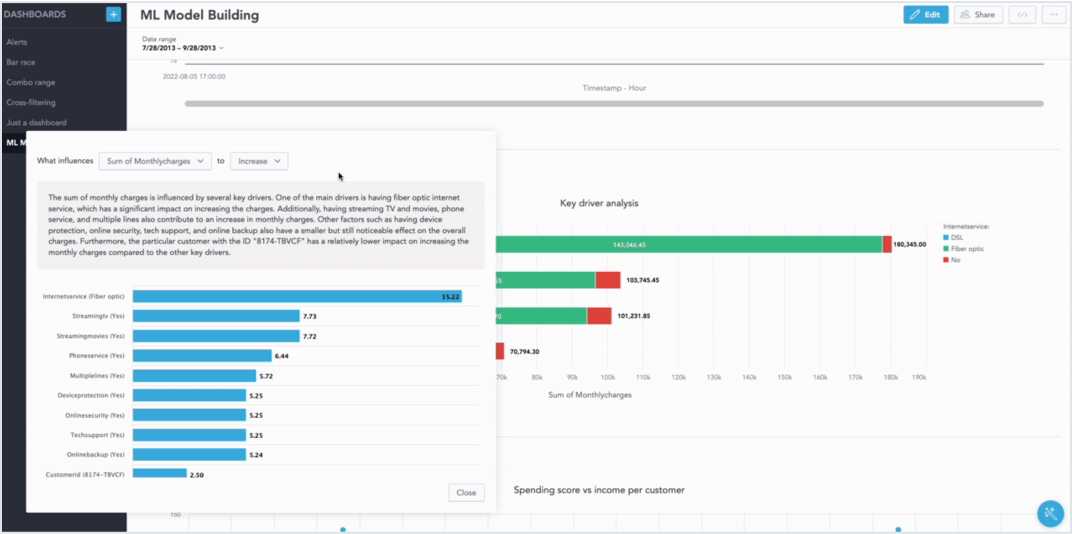 DASHBOARDS
+
Alerts
Bar race
Combo range
Cross-filtering
Just a dashboard
ML M
ML Model Building
Edit
Share
</>
...
Date range
7/28/2013 – 9/28/2013
2022-08-05 17:00:00
Timestamp - Hour
What influences Sum of Monthlycharges to Increase
The sum of monthly charges is influenced by several key drivers. One of the main drivers is having fiber optic internet
service, which has a significant impact on increasing the charges. Additionally, having streaming TV and movies, phone
service, and multiple lines also contribute to an increase in monthly charges. Other factors such as having device
protection, online security, tech support, and online backup also have a smaller but still noticeable effect on the overall
charges. Furthermore, the particular customer with the ID "8174-TBVCF" has a relatively lower impact on increasing the
monthly charges compared to the other key drivers.
Internetservice (Fiber optic) 15.22
Streamingtv (Yes) 7.73
Streamingmovies (Yes) 7.72
Phoneservice (Yes) 6.44
Multiplelines (Yes) 5.72
Deviceprotection (Yes) 5.25
Onlinesecurity (Yes) 5.25
Techsupport (Yes) 5.25
Onlinebackup (Yes) 5.24
Customerid (8174-TBVCF) 2.50
Close
Key driver analysis
143,046.45 180,345.00
103,745.45
101,231.85
70,794.30
70k 80k 90k 100k 110k 120k 130k 140k 150k 160k 170k 180k 190k
Sum of Monthlycharges
Internetservice:
DSL
Fiber optic
No
Spending score vs income per customer
150